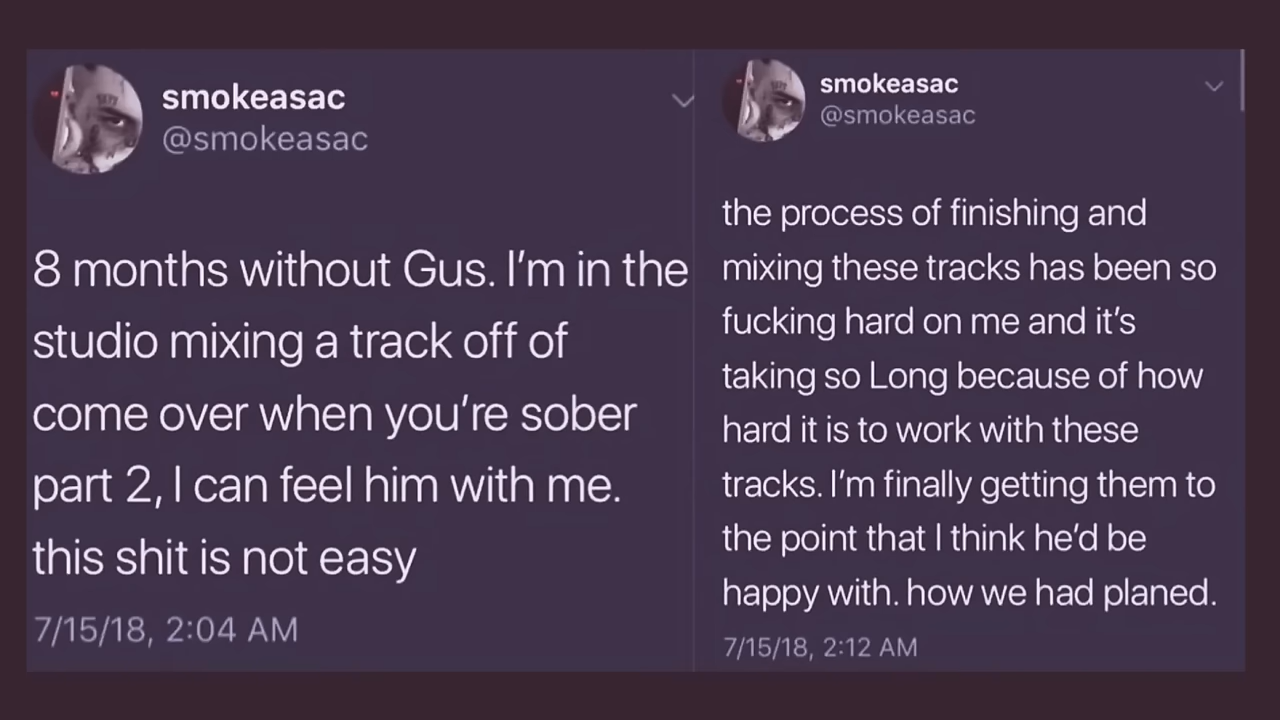 smokeasac
@smokeasac
8 months without Gus. I'm in the
studio mixing a track off of
come over when you're sober
part 2, I can feel him with me.
this shit is not easy
7/15/18, 2:04 AM
smokeasac
@smokeasac
the process of finishing and
mixing these tracks has been so
fucking hard on me and it's
taking so Long because of how
hard it is to work with these
tracks. I'm finally getting them to
the point that I think he'd be
happy with. how we had planed.
7/15/18, 2:12 AM